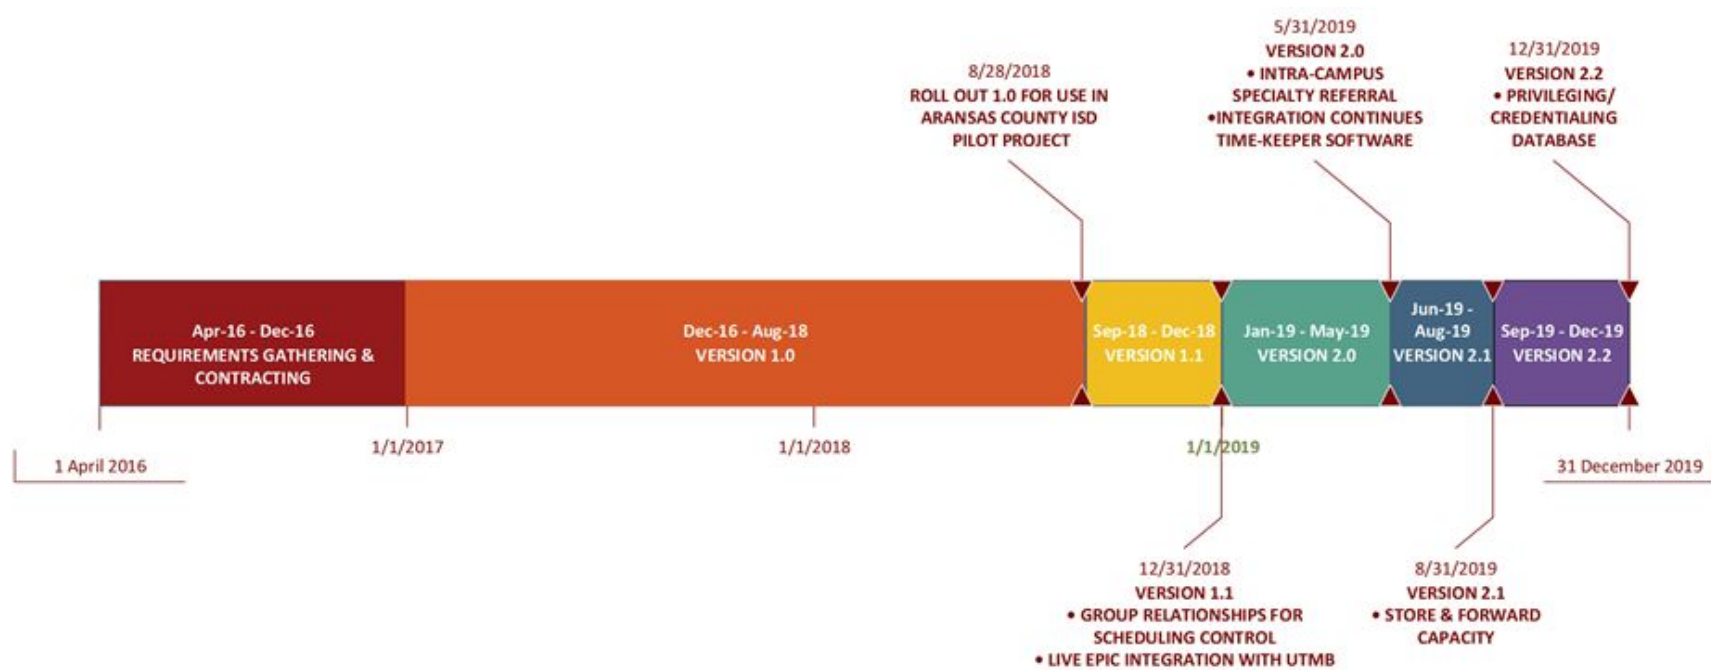 8/28/2018
ROLL OUT 1.0 FOR USE IN
ARANSAS COUNTY ISD
PILOT PROJECT
5/31/2019
VERSION 2.0
• INTRA-CAMPUS
SPECIALTY REFERRAL
•INTEGRATION CONTINUES
TIME-KEEPER SOFTWARE
12/31/2019
VERSION 2.2
• PRIVILEGING/
CREDENTIALING
DATABASE
Apr-16 - Dec-16
REQUIREMENTS GATHERING &
CONTRACTING
Dec-16 - Aug-18
VERSION 1.0
Sep-18 - Dec-18
VERSION 1.1
Jan-19 - May-19
VERSION 2.0
Jun-19 -
Aug-19
VERSION 2.1
Sep-19 - Dec-19
VERSION 2.2
1 April 2016
1/1/2017
1/1/2018
1/1/2019
31 December 2019
12/31/2018
VERSION 1.1
• GROUP RELATIONSHIPS FOR
SCHEDULING CONTROL
• LIVE EPIC INTEGRATION WITH UTMB
8/31/2019
VERSION 2.1
• STORE & FORWARD
CAPACITY